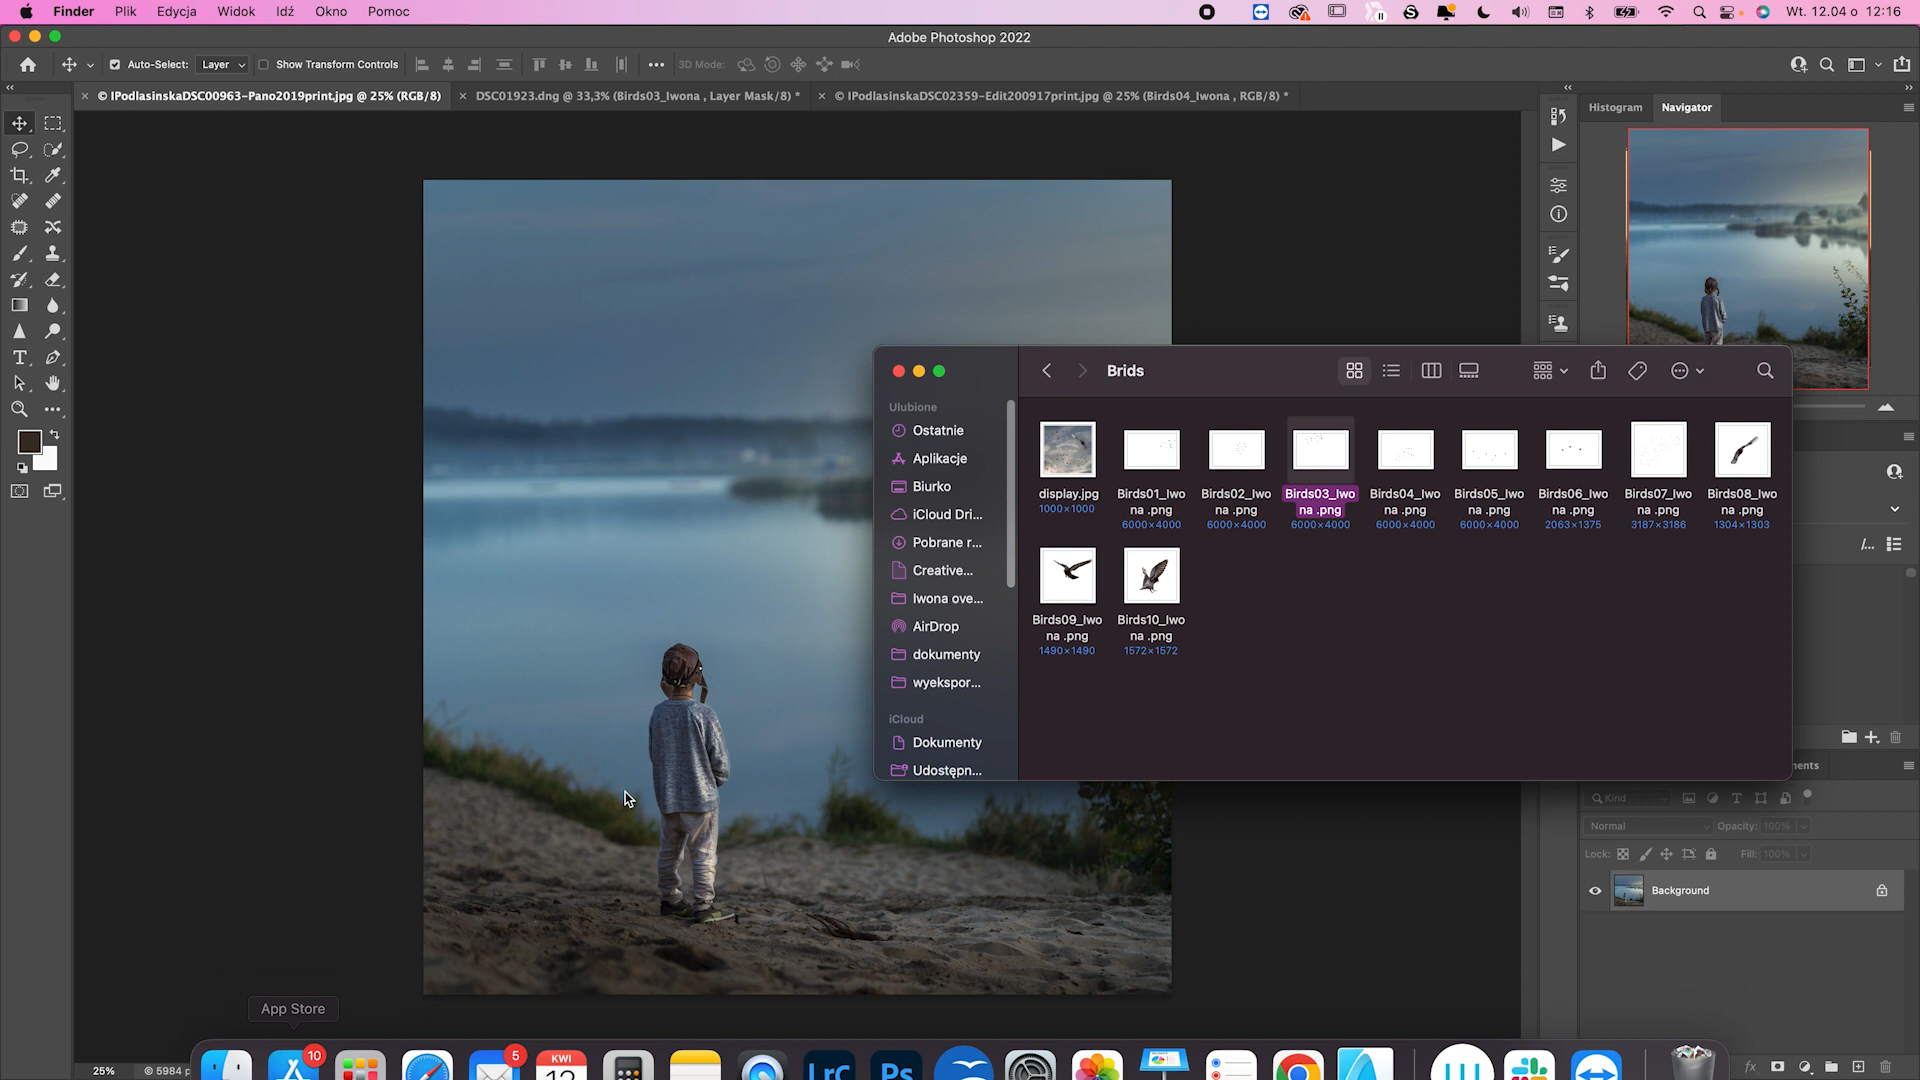 Finder Plik Edycja Widok Idź Okno Pomoc Wt. 12.04 o 12:16
Adobe Photoshop 2022
Auto-Select: Layer Show Transform Controls 3D Mode:
© IPodlasinskaDSC00963-Pano2019print.jpg @ 25% (RGB/8) DSC01923.dng @ 33,3% (Birds03_Iwona , Layer Mask/8) * © IPodlasinskaDSC02359-Edit200917print.jpg @ 25% (Birds04_Iwona , RGB/8) *
Histogram Navigator
Brids
Ulubione
Ostatnie
Aplikacje
Biurko
iCloud Dri...
Pobrane r...
Creative...
Iwona ove...
AirDrop
dokumenty
wyekspor...
iCloud
Dokumenty
Udostępn...
display.jpg
1000×1000
Birds01_Iwo
na .png
6000×4000
Birds02_Iwo
na .png
6000×4000
Birds03_Iwo
na .png
6000×4000
Birds04_Iwo
na .png
6000×4000
Birds05_Iwo
na .png
6000×4000
Birds06_Iwo
na .png
2063×1375
Birds07_Iwo
na .png
3187×3186
Birds08_Iwo
na .png
1304×1303
Birds09_Iwo
na .png
1490×1490
Birds10_Iwo
na .png
1572×1572
/...
ents
Kind
Normal Opacity: 100%
Lock: Fill: 100%
Background
fx
App Store
10
5
KWI
12
LrC
Ps
25% © 5984 p